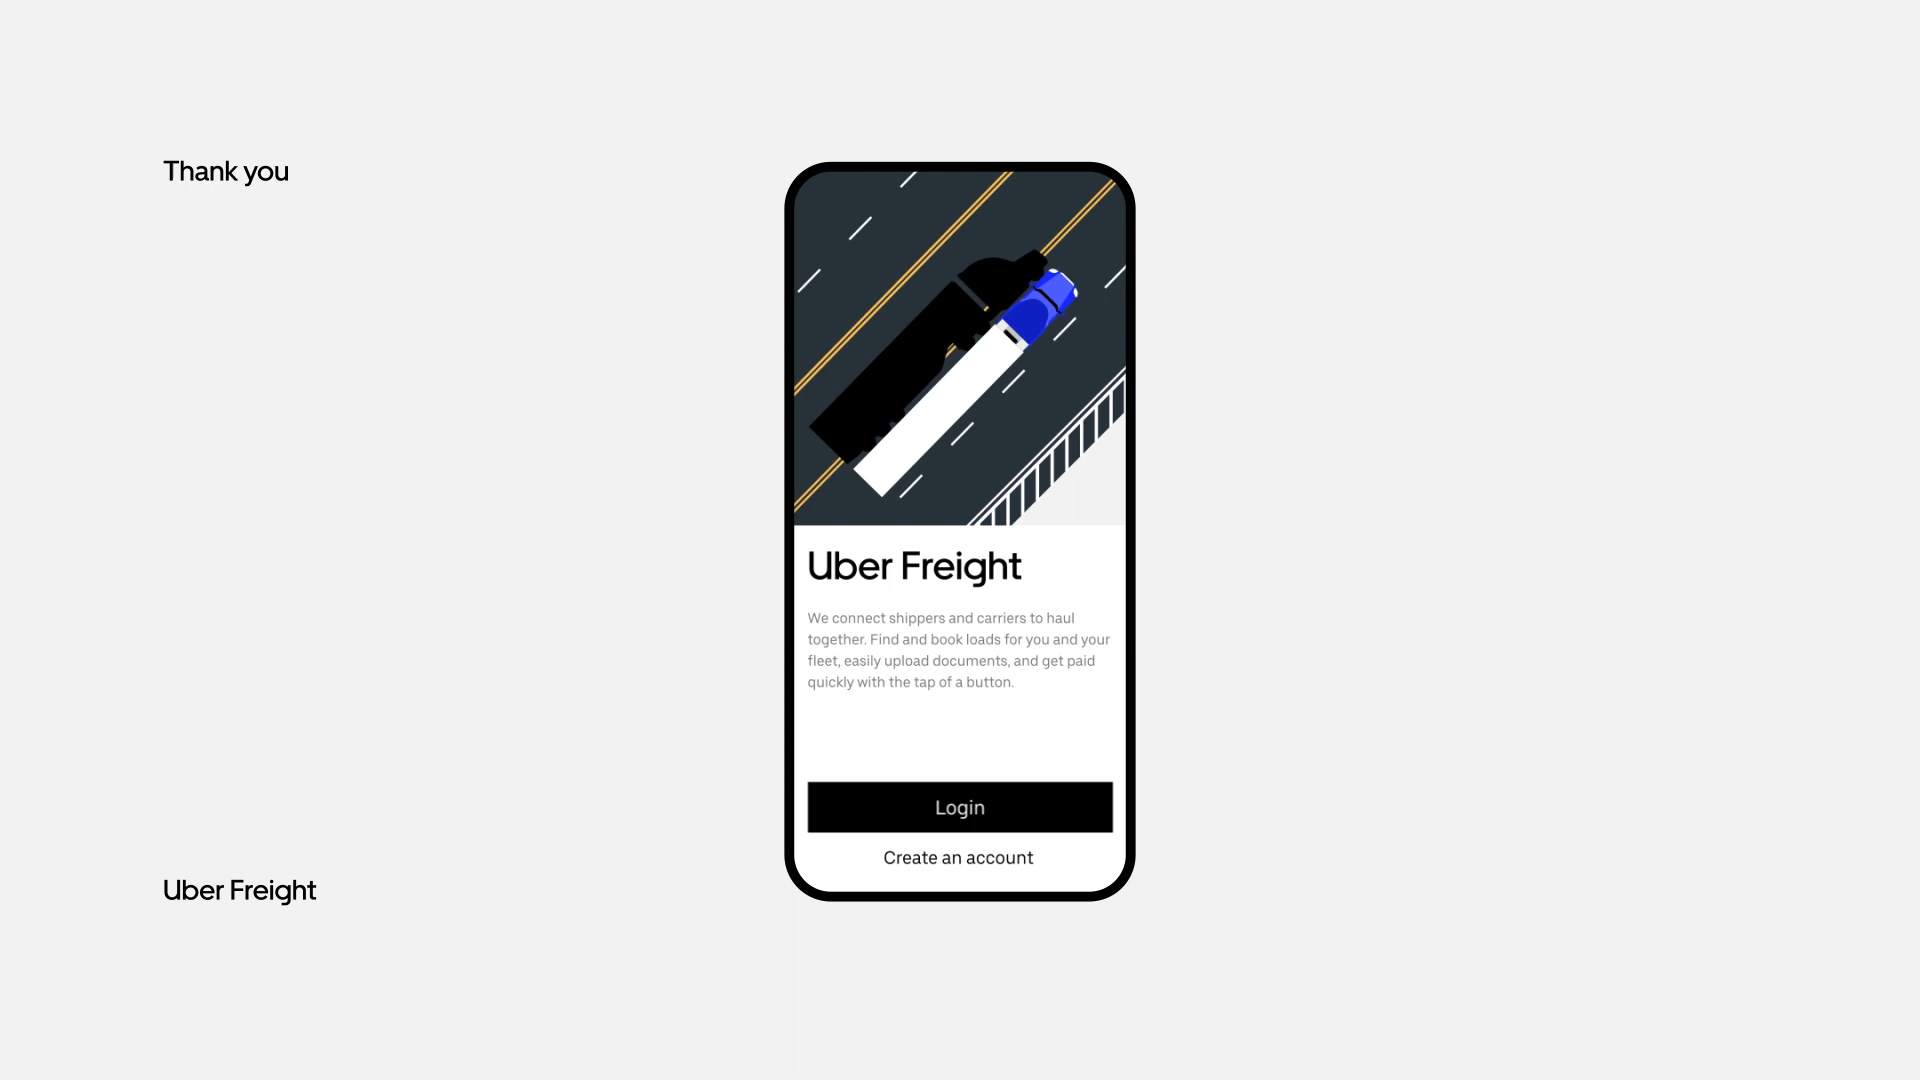 Thank you
Uber Freight
We connect shippers and carriers to haul
together. Find and book loads for you and your
fleet, easily upload documents, and get paid
quickly with the tap of a button.
Login
Create an account
Uber Freight